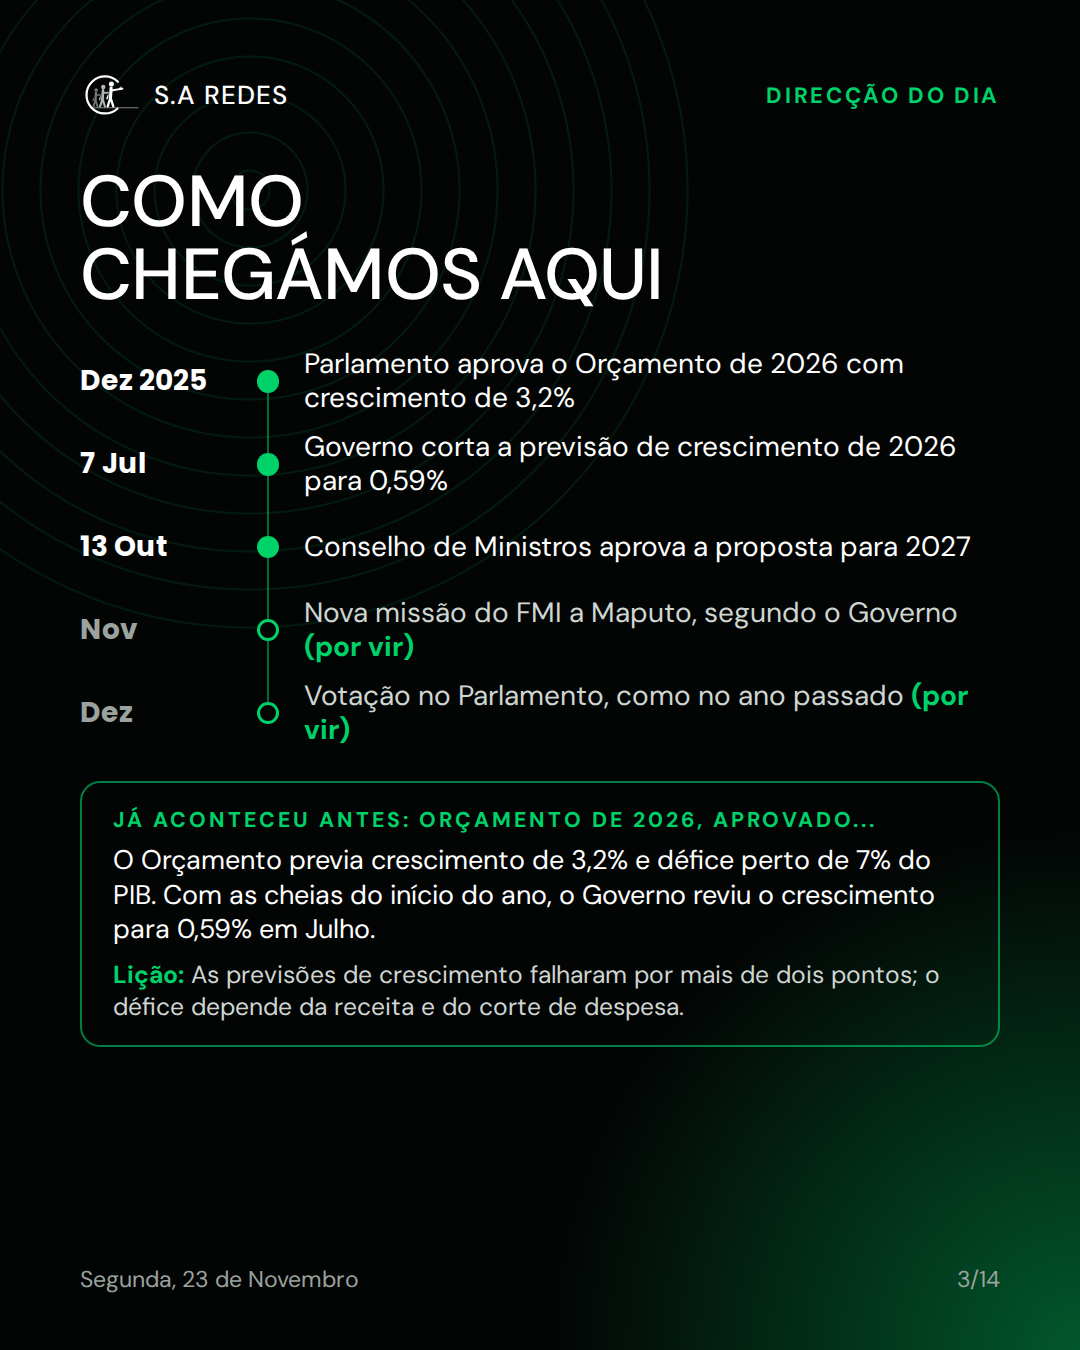 S.A REDES
DIRECÇÃO DO DIA
COMO
CHEGÁMOS AQUI
Dez 2025
Parlamento aprova o Orçamento de 2026 com
crescimento de 3,2%
7 Jul
Governo corta a previsão de crescimento de 2026
para 0,59%
13 Out
Conselho de Ministros aprova a proposta para 2027
Nov
Nova missão do FMI a Maputo, segundo o Governo
(por vir)
Dez
Votação no Parlamento, como no ano passado (por
vir)
JÁ ACONTECEU ANTES: ORÇAMENTO DE 2026, APROVADO...
O Orçamento previa crescimento de 3,2% e défice perto de 7% do
PIB. Com as cheias do início do ano, o Governo reviu o crescimento
para 0,59% em Julho.
Lição: As previsões de crescimento falharam por mais de dois pontos; o
défice depende da receita e do corte de despesa.
Segunda, 23 de Novembro
3/14